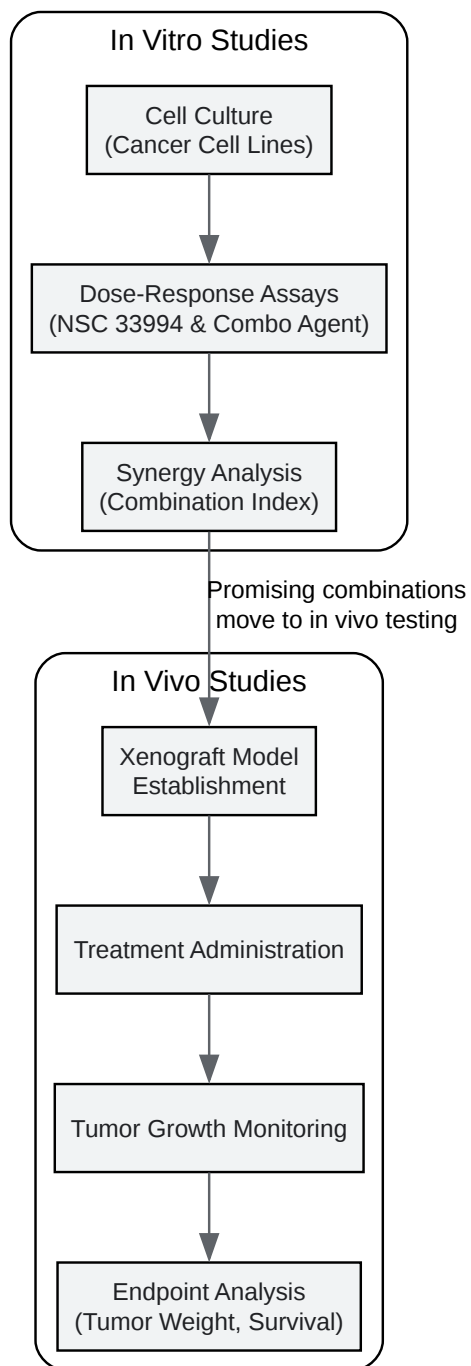 In Vitro Studies
Cell Culture
(Cancer Cell Lines)
Dose-Response Assays
(NSC 33994 & Combo Agent)
Synergy Analysis
(Combination Index)
Promising combinations
move to in vivo testing
In Vivo Studies
Xenograft Model
Establishment
Treatment Administration
Tumor Growth Monitoring
Endpoint Analysis
(Tumor Weight, Survival)